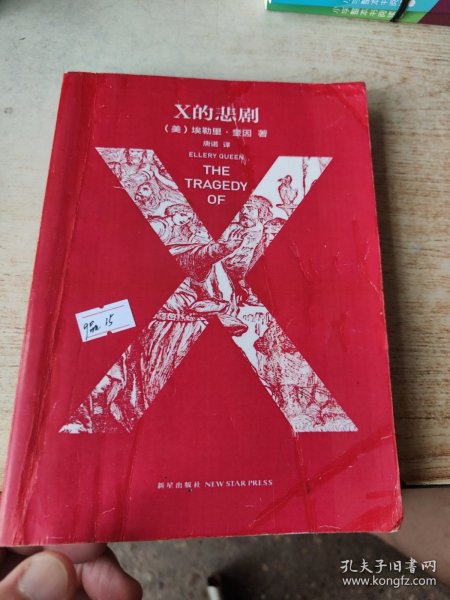 X的悲剧
（美）埃勒里·奎因 著
唐诺 译
ELLERY QUEEN
THE
TRAGEDY
OF
X
15
新星出版社 NEW STAR PRESS
孔夫子旧书网
www.kongfz.com